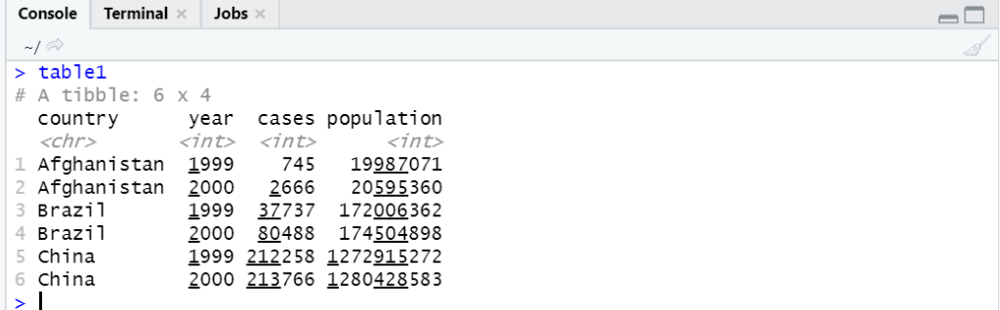 Console Terminal Jobs
~/
> table1
# A tibble: 6 x 4
country year cases population
<chr> <int> <int> <int>
1 Afghanistan 1999 745 19987071
2 Afghanistan 2000 2666 20595360
3 Brazil 1999 37737 172006362
4 Brazil 2000 80488 174504898
5 China 1999 212258 1272915272
6 China 2000 213766 1280428583
>